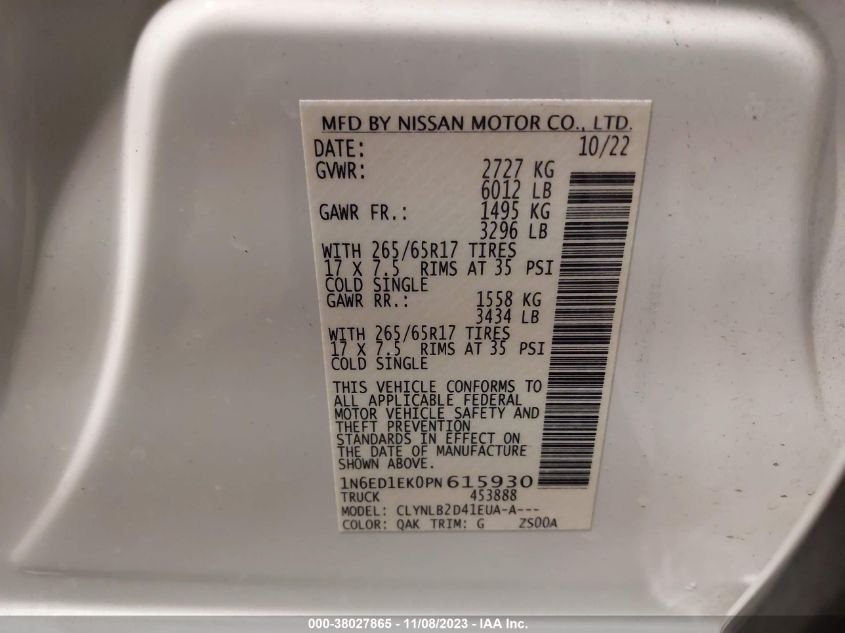 MFD BY NISSAN MOTOR CO., LTD.
DATE: 10/22
GVWR: 2727 KG
6012 LB
GAWR FR.: 1495 KG
3296 LB
WITH 265/65R17 TIRES
17 X 7.5 RIMS AT 35 PSI
COLD SINGLE
GAWR RR.: 1558 KG
3434 LB
WITH 265/65R17 TIRES
17 X 7.5 RIMS AT 35 PSI
COLD SINGLE
THIS VEHICLE CONFORMS TO
ALL APPLICABLE FEDERAL
MOTOR VEHICLE SAFETY AND
THEFT PREVENTION
STANDARDS IN EFFECT ON
THE DATE OF MANUFACTURE
SHOWN ABOVE.
1N6ED1EK0PN615930
TRUCK 453888
MODEL: CLYNLB2D41EUA-A---
COLOR: QAK TRIM: G ZS00A
000-38027865 - 11/08/2023 - IAA Inc.